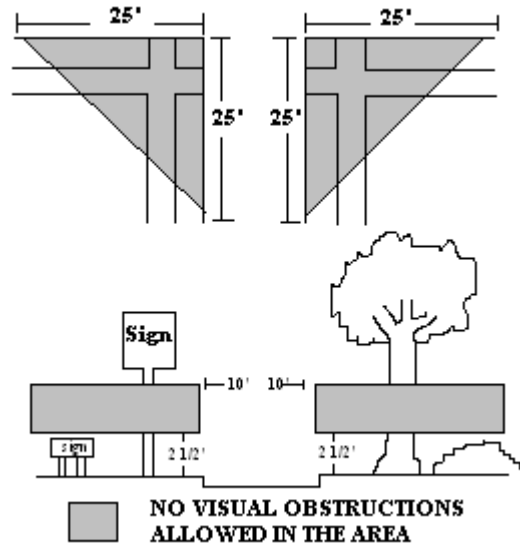 25' 25'
25' 25'
Sign
10' 10'
sign 2 1/2' 2 1/2'
NO VISUAL OBSTRUCTIONS
ALLOWED IN THE AREA